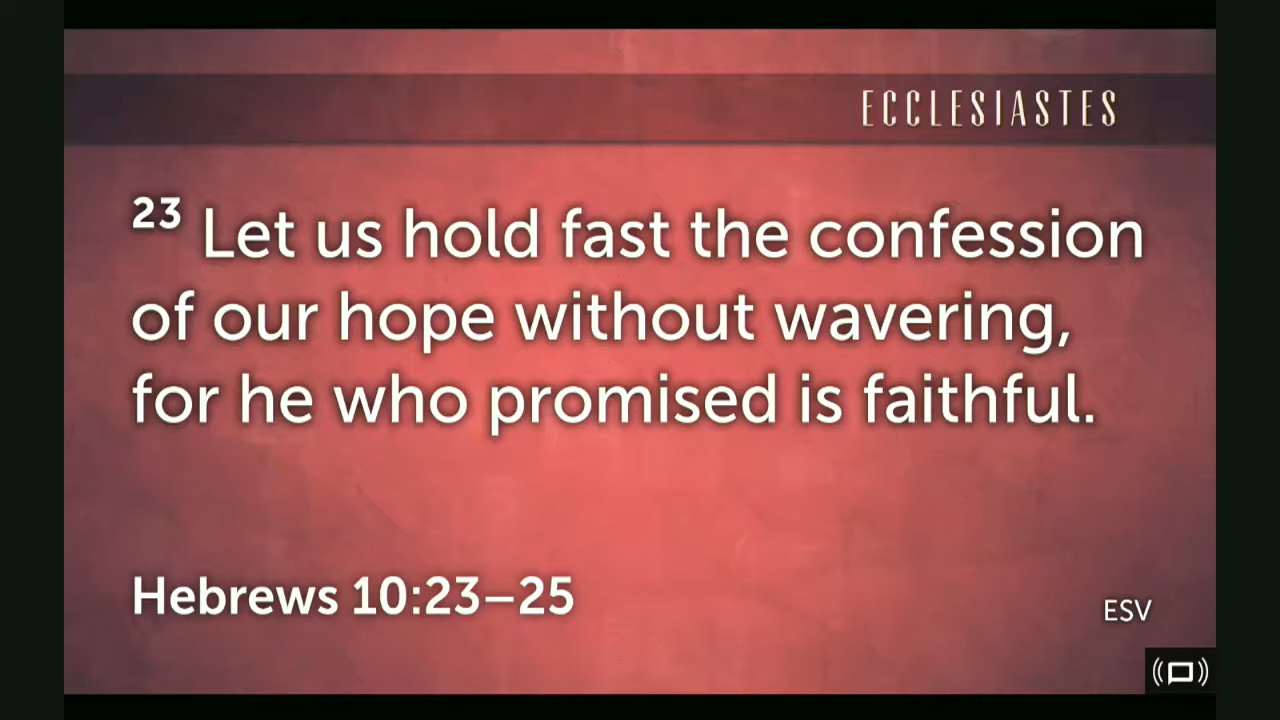 ECCLESIASTES
23 Let us hold fast the confession
of our hope without wavering,
for he who promised is faithful.
Hebrews 10:23–25
ESV